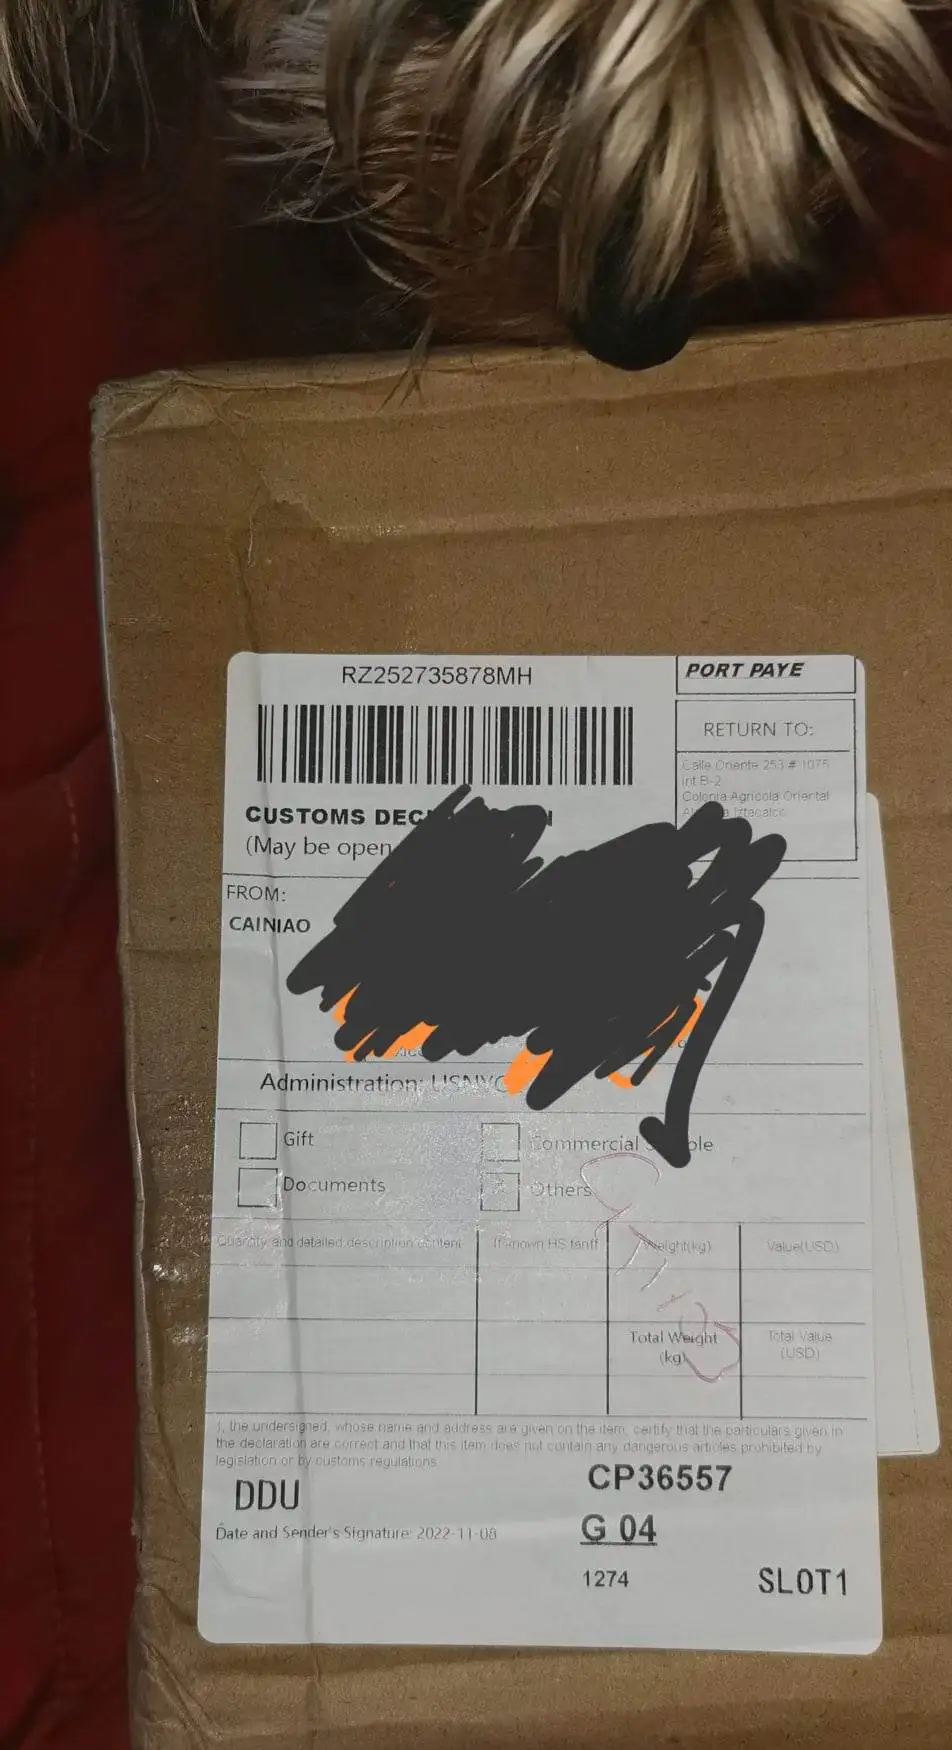 RZ252735878MH
PORT PAYE
RETURN TO:
Calle Oriente 253 # 1075
Int B-2
Colonia Agricola Oriental
Iztacalco
CUSTOMS
(May be open
FROM:
CAINIAO
Administration: USNYC
Gift
Commercial
Documents
Others
Quantity and detailed description content
If known HS tariff
Weight(kg)
Value(USD)
Total Weight
(kg)
Total Value
(USD)
I, the undersigned, whose name and address are given on the item, certify that the particulars given in
the declaration are correct and that this item does not contain any dangerous articles prohibited by
legislation or by customs regulations
DDU
CP36557
Date and Sender's Signature: 2022-11-08
G 04
1274
SLOT1